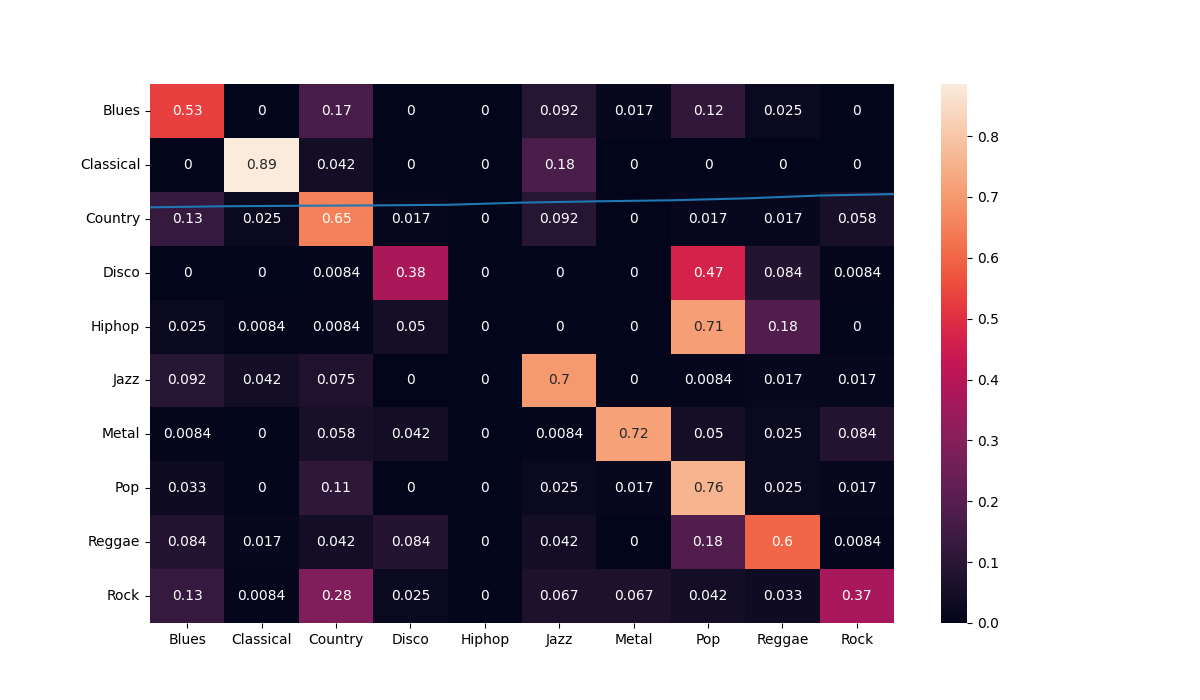 Blues 0.53 0 0.17 0 0 0.092 0.017 0.12 0.025 0
0.8
Classical 0 0.89 0.042 0 0 0.18 0 0 0 0
0.7
Country 0.13 0.025 0.65 0.017 0 0.092 0 0.017 0.017 0.058
0.6
Disco 0 0 0.0084 0.38 0 0 0 0.47 0.084 0.0084
0.5
Hiphop 0.025 0.0084 0.0084 0.05 0 0 0 0.71 0.18 0
Jazz 0.092 0.042 0.075 0 0 0.7 0 0.0084 0.017 0.017
0.4
Metal 0.0084 0 0.058 0.042 0 0.0084 0.72 0.05 0.025 0.084
0.3
Pop 0.033 0 0.11 0 0 0.025 0.017 0.76 0.025 0.017
0.2
Reggae 0.084 0.017 0.042 0.084 0 0.042 0 0.18 0.6 0.0084
0.1
Rock 0.13 0.0084 0.28 0.025 0 0.067 0.067 0.042 0.033 0.37
0.0
Blues Classical Country Disco Hiphop Jazz Metal Pop Reggae Rock